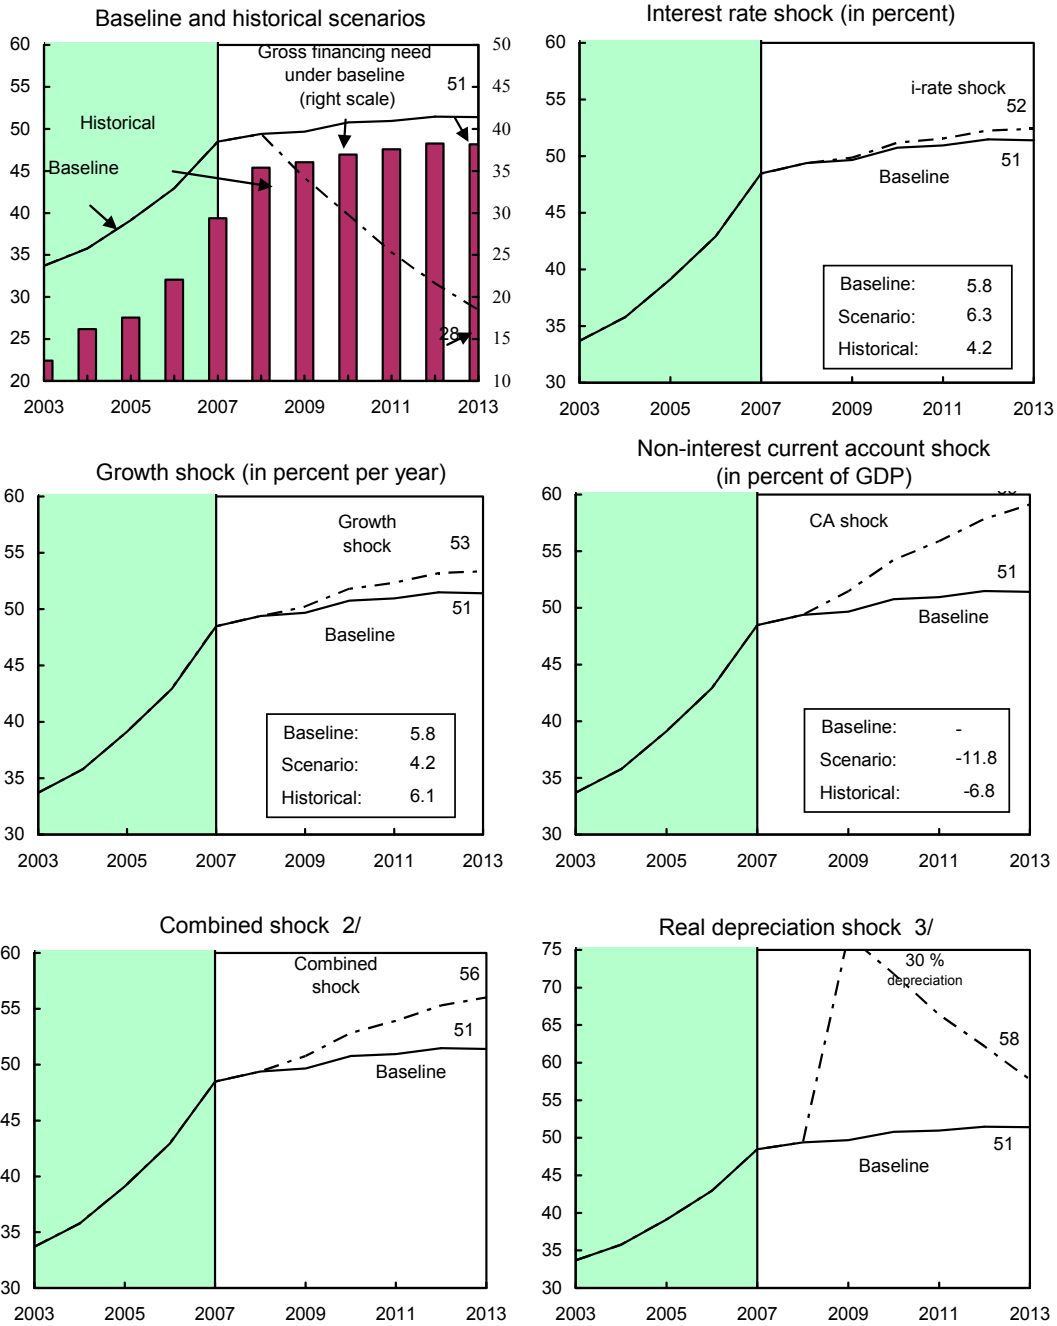 Baseline and historical scenarios
60
55
50
45
40
35
30
25
20
50
45
40
35
30
25
20
15
10
Gross financing need
under baseline
(right scale)
51
Historical
Baseline
28
2003 2005 2007 2009 2011 2013
Interest rate shock (in percent)
60
55
50
45
40
35
30
i-rate shock
52
51
Baseline
Baseline: 5.8
Scenario: 6.3
Historical: 4.2
2003 2005 2007 2009 2011 2013
Growth shock (in percent per year)
60
55
50
45
40
35
30
Growth
shock
53
51
Baseline
Baseline: 5.8
Scenario: 4.2
Historical: 6.1
2003 2005 2007 2009 2011 2013
Non-interest current account shock
(in percent of GDP)
60
55
50
45
40
35
30
CA shock
51
Baseline
Baseline: -
Scenario: -11.8
Historical: -6.8
2003 2005 2007 2009 2011 2013
Combined shock 2/
60
55
50
45
40
35
30
Combined
shock
56
51
Baseline
2003 2005 2007 2009 2011 2013
Real depreciation shock 3/
75
70
65
60
55
50
45
40
35
30
30 %
depreciation
58
51
Baseline
2003 2005 2007 2009 2011 2013